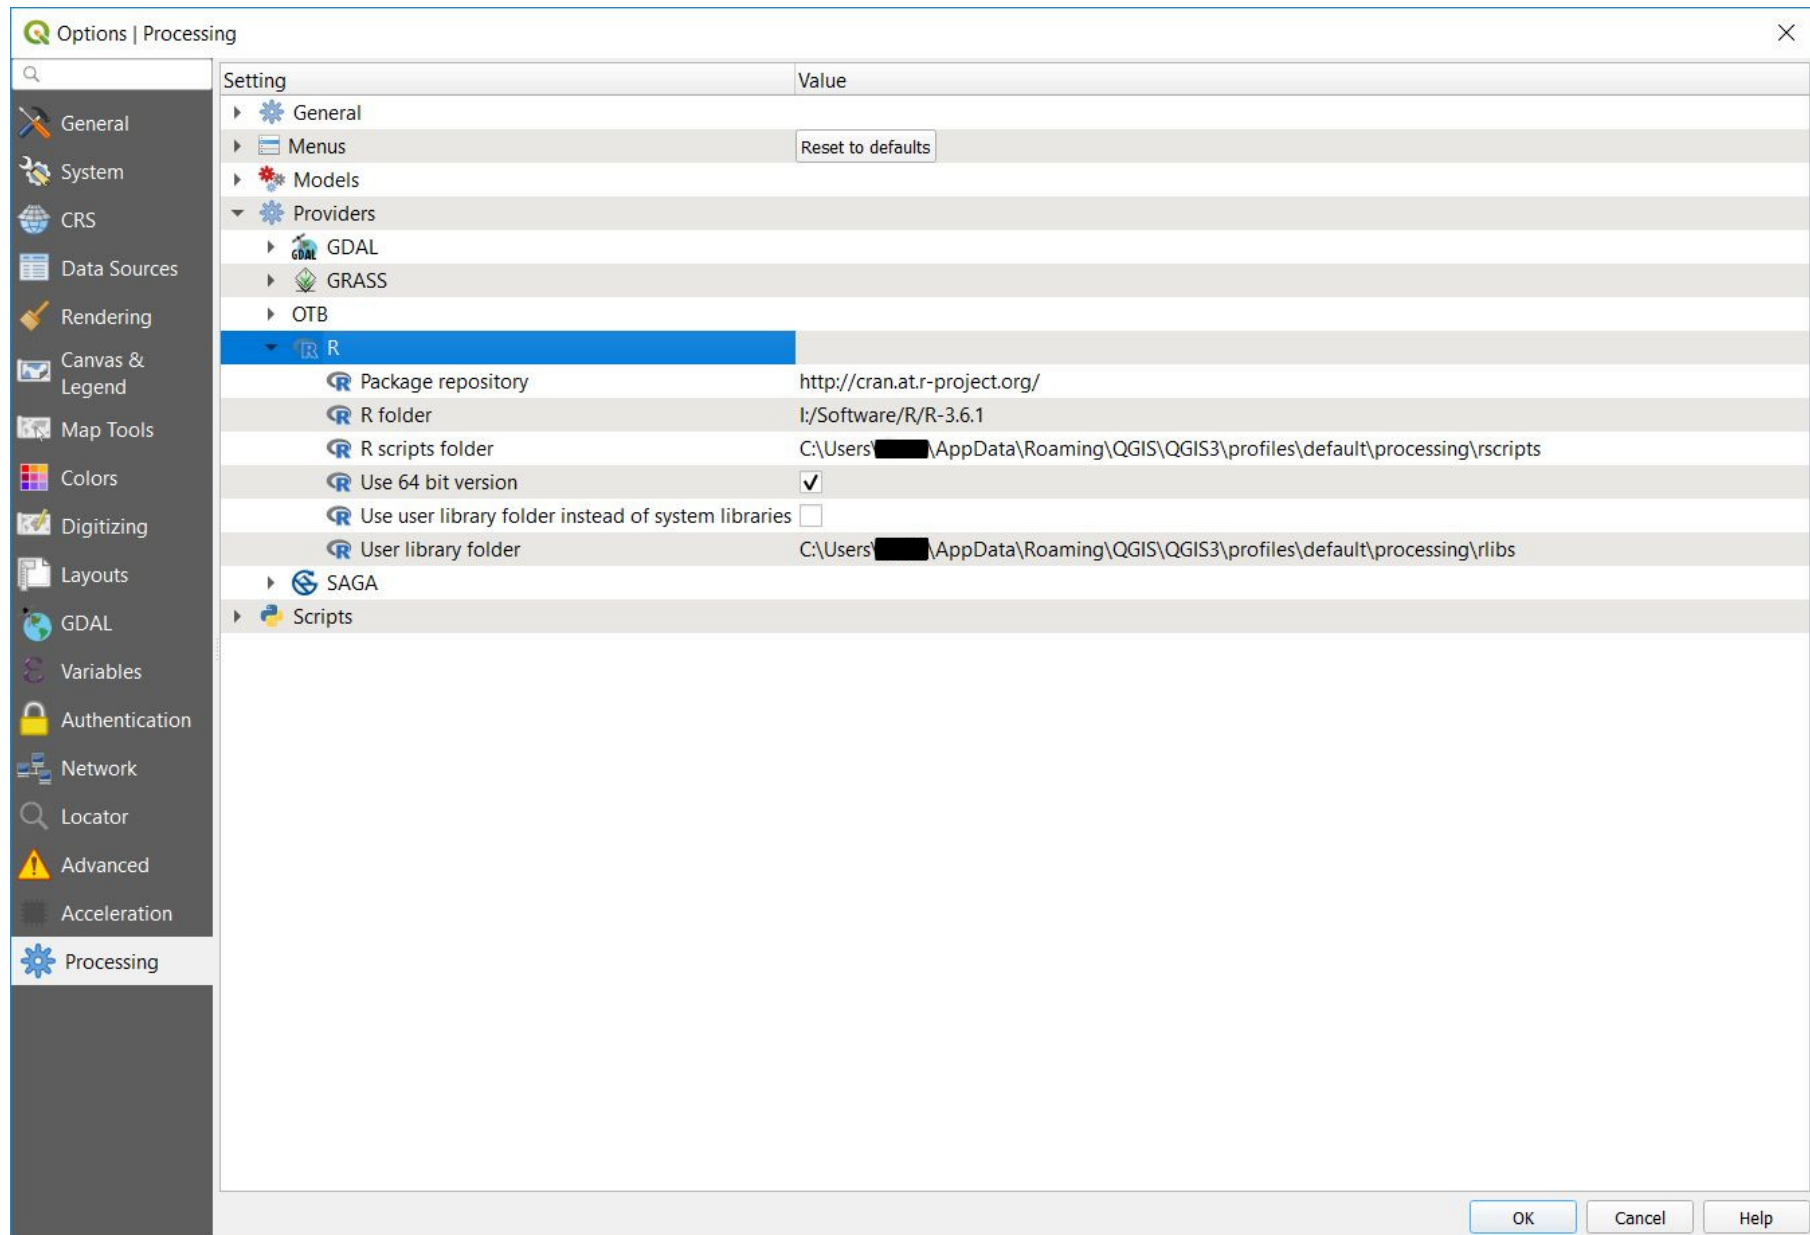 Options | Processing
Setting Value
General
System
CRS
Data Sources
Rendering
Canvas &
Legend
Map Tools
Colors
Digitizing
Layouts
GDAL
Variables
Authentication
Network
Locator
Advanced
Acceleration
Processing
General
Menus Reset to defaults
Models
Providers
GDAL
GRASS
OTB
R
Package repository http://cran.at.r-project.org/
R folder I:/Software/R/R-3.6.1
R scripts folder C:\Users\ \AppData\Roaming\QGIS\QGIS3\profiles\default\processing\rscripts
Use 64 bit version
Use user library folder instead of system libraries
User library folder C:\Users\ \AppData\Roaming\QGIS\QGIS3\profiles\default\processing\rlibs
SAGA
Scripts
OK Cancel Help